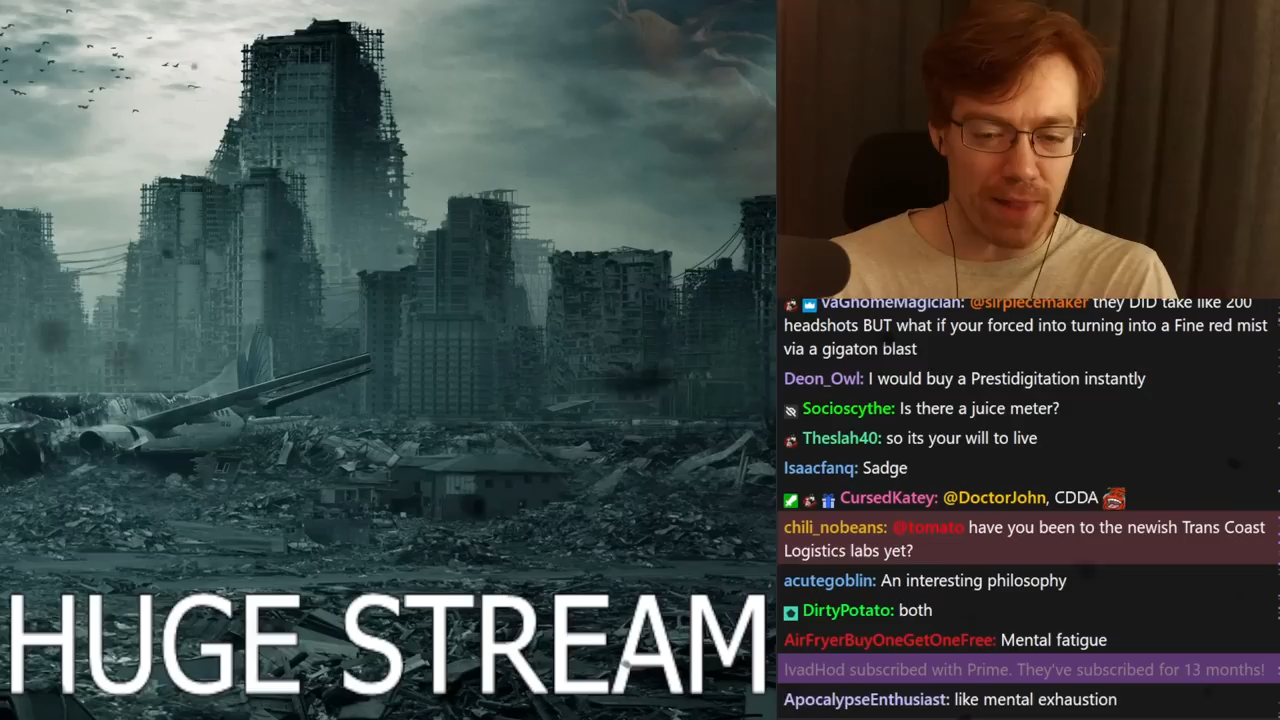 HUGE STREAM
vaGnomeMagician: @sirpiecemaker they DID take like 200
headshots BUT what if your forced into turning into a Fine red mist
via a gigaton blast
Deon_Owl: I would buy a Prestidigitation instantly
Socioscythe: Is there a juice meter?
Theslah40: so its your will to live
Isaacfanq: Sadge
CursedKatey: @DoctorJohn, CDDA
chili_nobeans: @tomato have you been to the newish Trans Coast
Logistics labs yet?
acutegoblin: An interesting philosophy
DirtyPotato: both
AirFryerBuyOneGetOneFree: Mental fatigue
IvadHod subscribed with Prime. They've subscribed for 13 months!
ApocalypseEnthusiast: like mental exhaustion